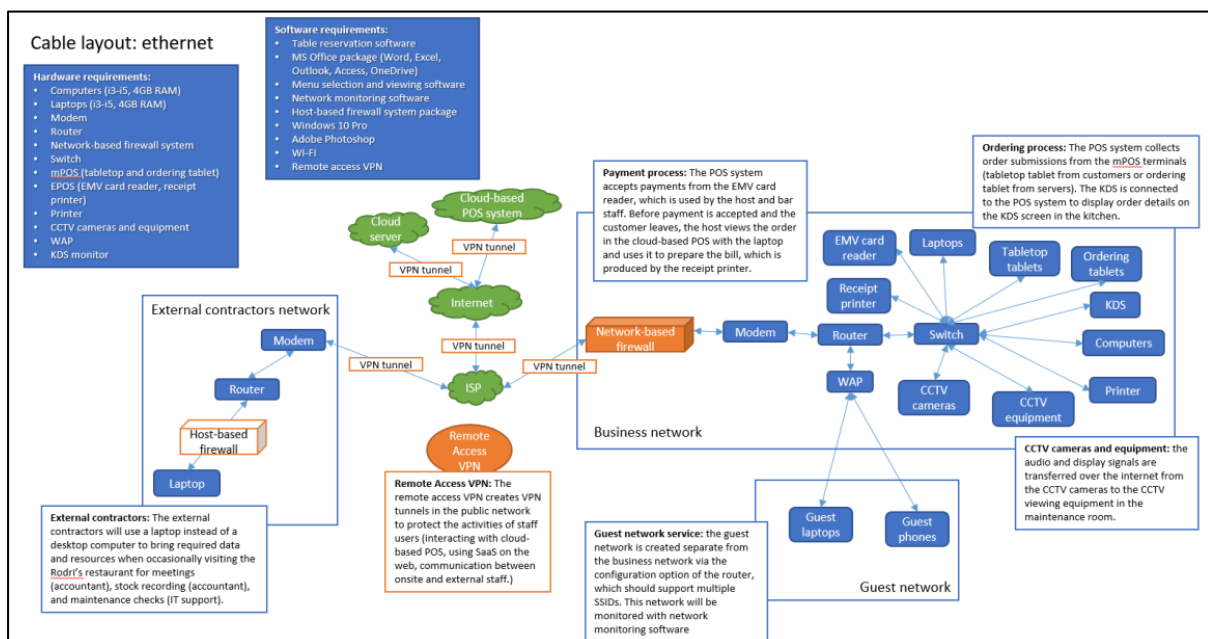 Cable layout: ethernet
Hardware requirements:
• Computers (i3-i5, 4GB RAM)
• Laptops (i3-i5, 4GB RAM)
• Modem
• Router
• Network-based firewall system
• Switch
• mPOS (tabletop and ordering tablet)
• EPOS (EMV card reader, receipt
printer)
• Printer
• CCTV cameras and equipment
• WAP
• KDS monitor
Software requirements:
• Table reservation software
• MS Office package (Word, Excel,
Outlook, Access, OneDrive)
• Menu selection and viewing software
• Network monitoring software
• Host-based firewall system package
• Windows 10 Pro
• Adobe Photoshop
• WI-FI
• Remote access VPN
Cloud-based
POS system
Cloud
server
VPN tunnel
VPN tunnel
Internet
VPN tunnel
VPN tunnel
VPN tunnel
ISP
External contractors network
Modem
Router
Host-based
firewall
Laptop
External contractors: The external
contractors will use a laptop instead of a
desktop computer to bring required data
and resources when occasionally visiting the
Rodri's restaurant for meetings
(accountant), stock recording (accountant),
and maintenance checks (IT support).
Remote
Access
VPN
Remote Access VPN: The
remote access VPN creates VPN
tunnels in the public network
to protect the activities of staff
users (interacting with cloud-
based POS, using SaaS on the
web, communication between
onsite and external staff.)
Payment process: The POS system
accepts payments from the EMV card
reader, which is used by the host and bar
staff. Before payment is accepted and the
customer leaves, the host views the order
in the cloud-based POS with the laptop
and uses it to prepare the bill, which is
produced by the receipt printer.
Ordering process: The POS system collects
order submissions from the mPOS terminals
(tabletop tablet from customers or ordering
tablet from servers). The KDS is connected
to the POS system to display order details on
the KDS screen in the kitchen.
EMV card
reader
Laptops
Tabletop
tablets
Ordering
tablets
Receipt
printer
KDS
Network-based
firewall
Modem
Router
Switch
Computers
WAP
CCTV
cameras
CCTV
equipment
Printer
Business network
CCTV cameras and equipment: the
audio and display signals are
transferred over the internet from
the CCTV cameras to the CCTV
viewing equipment in the
maintenance room.
Guest network service: the guest
network is created separate from
the business network via the
configuration option of the router,
which should support multiple
SSIDs. This network will be
monitored with network
monitoring software
Guest
laptops
Guest
phones
Guest network